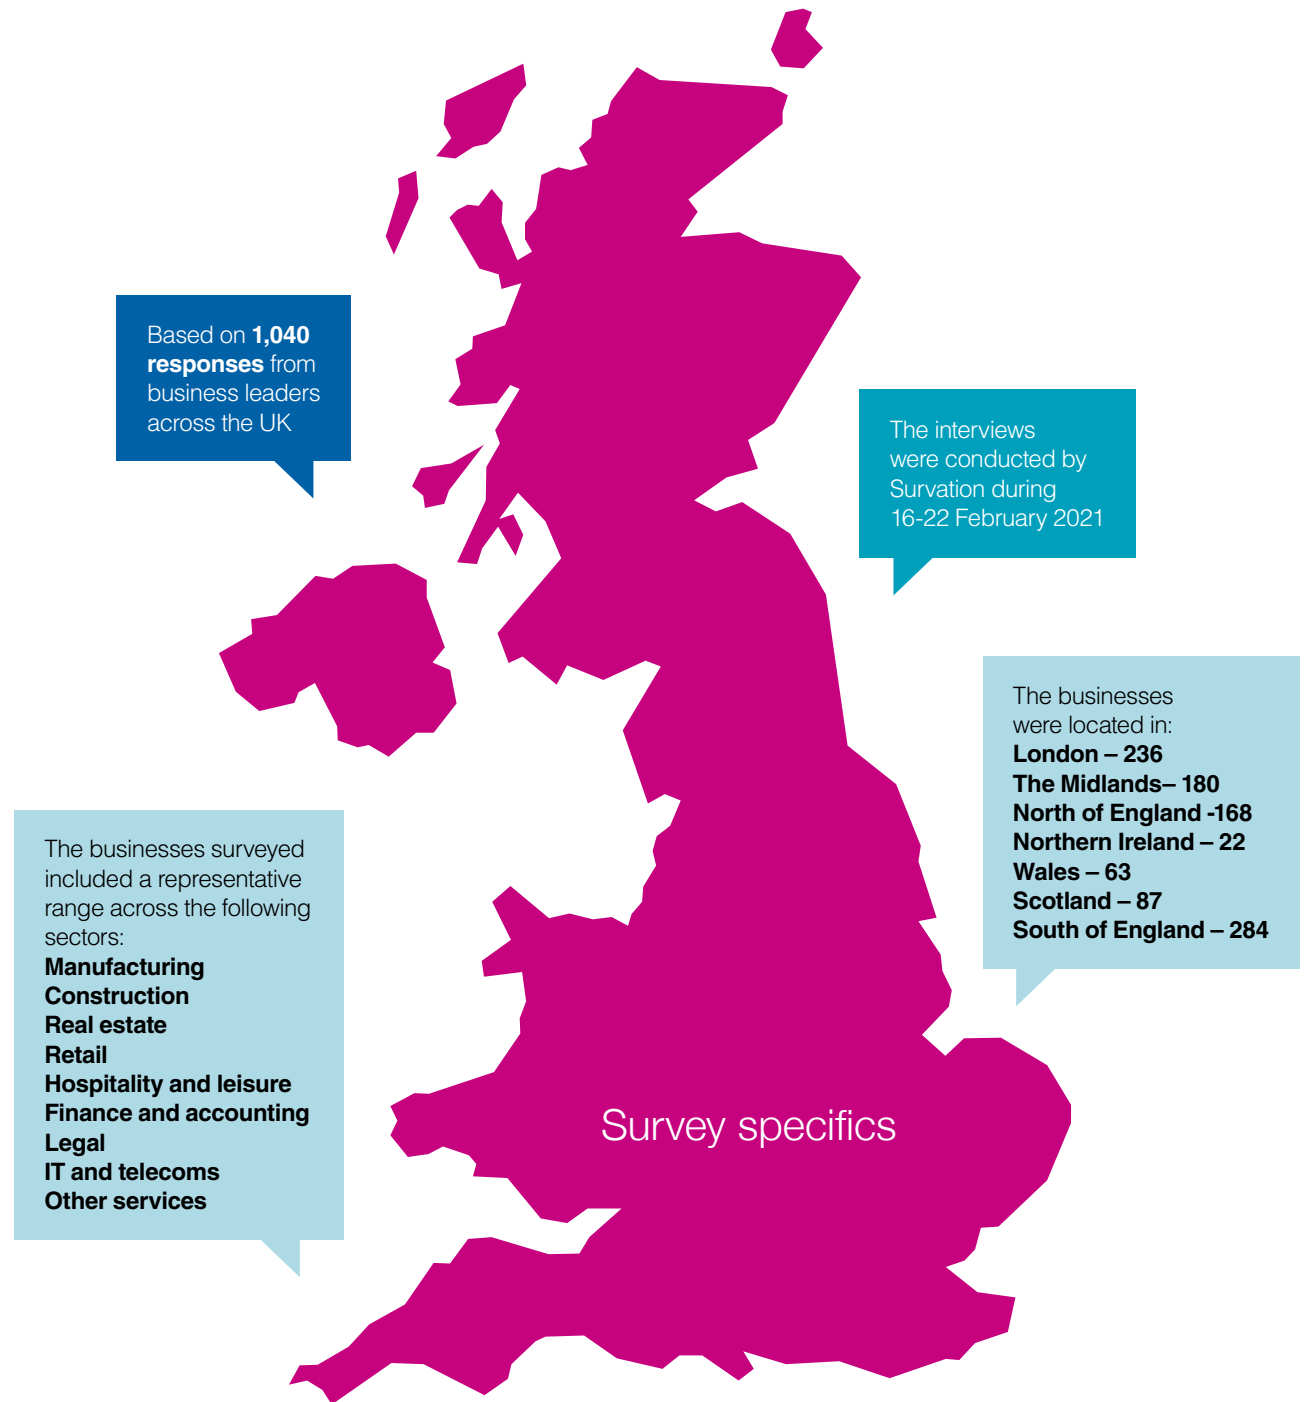 Based on 1,040
responses from
business leaders
across the UK
The interviews
were conducted by
Survation during
16-22 February 2021
The businesses
were located in:
London – 236
The Midlands– 180
North of England -168
Northern Ireland – 22
Wales – 63
Scotland – 87
South of England – 284
The businesses surveyed
included a representative
range across the following
sectors:
Manufacturing
Construction
Real estate
Retail
Hospitality and leisure
Finance and accounting
Legal
IT and telecoms
Other services
Survey specifics